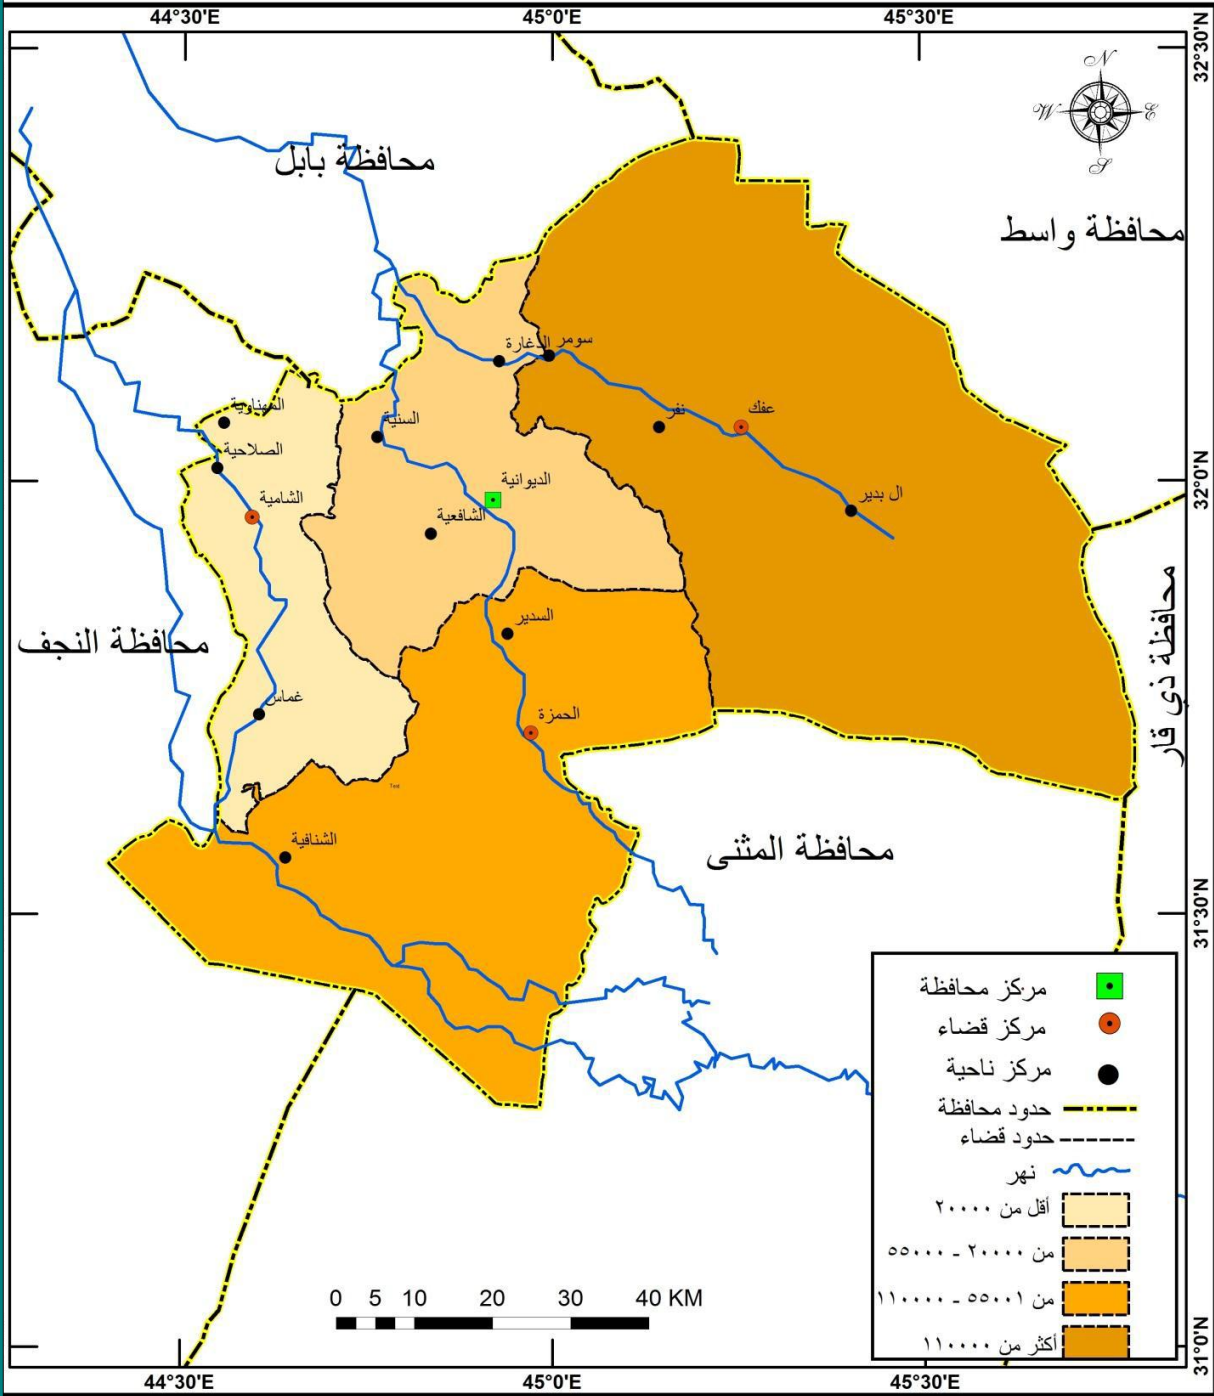 44°30'E
45°0'E
45°30'E
32°30'N
32°0'N
31°30'N
31°0'N
N
W
E
S
محافظة بابل
محافظة واسط
سومر
الدغارة
المهناوية
السنية
نفر
عفك
الصلاحية
الديوانية
ال بدير
الشامية
الشافعية
السدير
محافظة النجف
محافظة ذي قار
غماس
الحمزة
Text
الشنافية
محافظة المثنى
مركز محافظة
مركز قضاء
مركز ناحية
حدود محافظة
حدود قضاء
نهر
أقل من ٢٠٠٠٠
من ٢٠٠٠٠ - ٥٥٠٠٠
من ٥٥٠٠١ - ١١٠٠٠٠
أكثر من ١١٠٠٠٠
0 5 10 20 30 40 KM
44°30'E
45°0'E
45°30'E